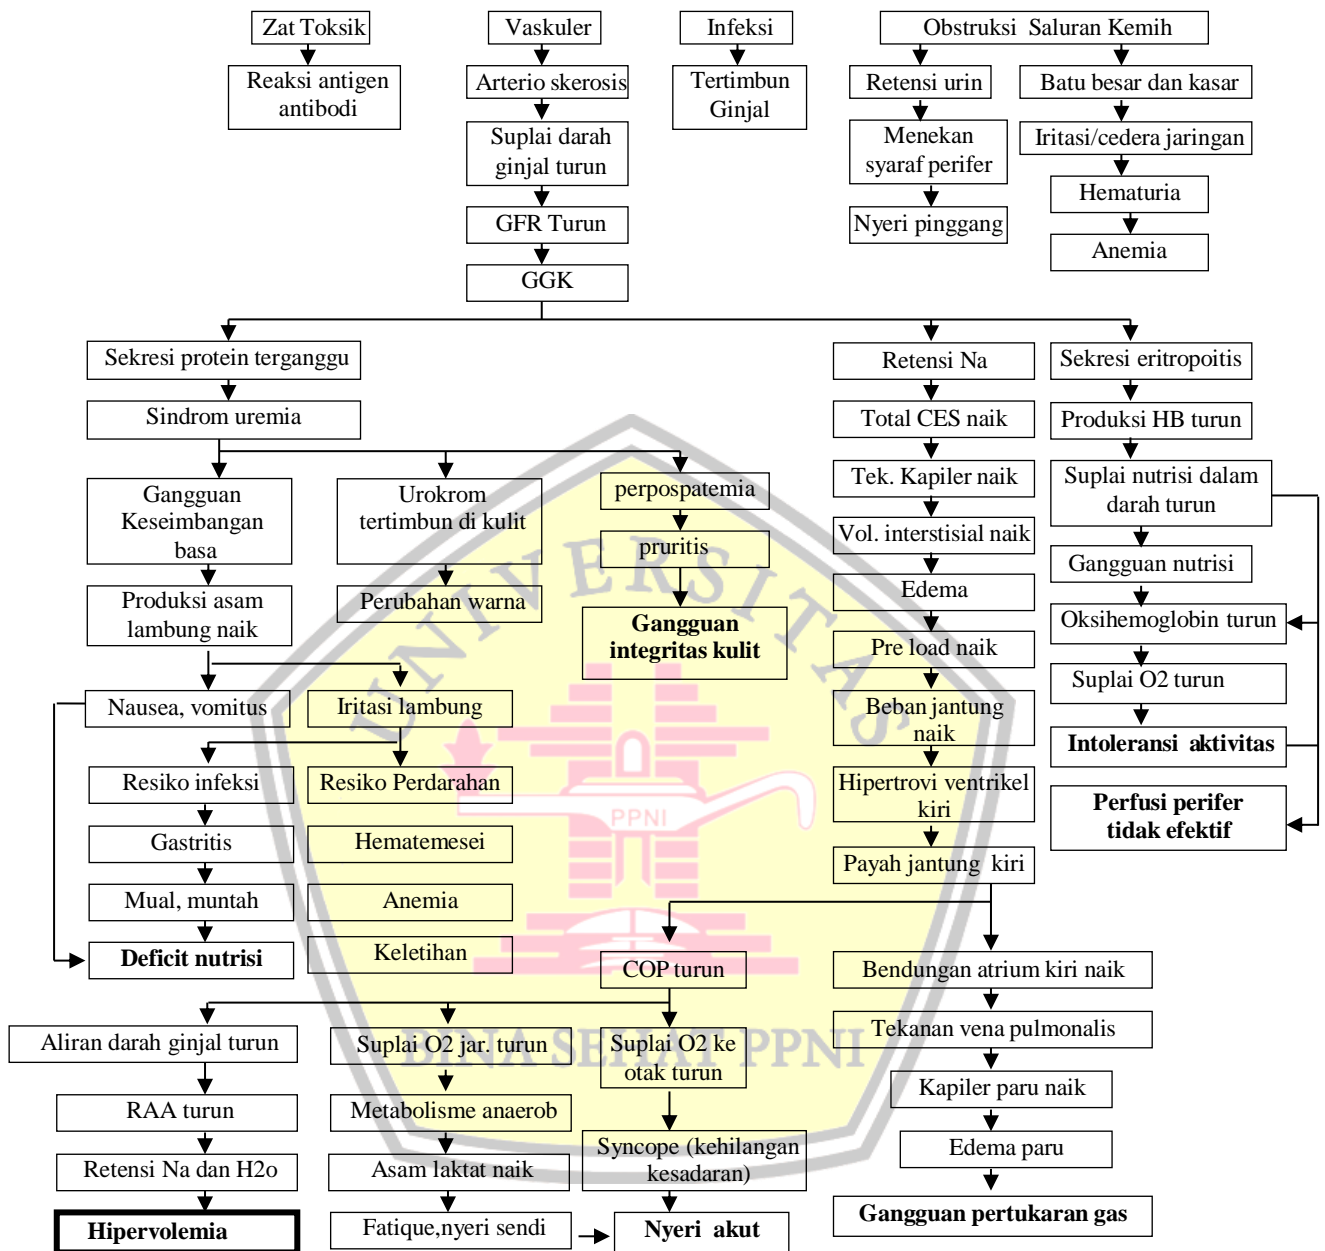 Zat Toksik
Vaskuler
Infeksi
Obstruksi Saluran Kemih
Reaksi antigen
antibodi
Arterio skerosis
Tertimbun
Ginjal
Retensi urin
Batu besar dan kasar
Suplai darah
ginjal turun
Menekan
syaraf perifer
Iritasi/cedera jaringan
Hematuria
GFR Turun
Nyeri pinggang
Anemia
GGK
Sekresi protein terganggu
Retensi Na
Sekresi eritropoitis
Sindrom uremia
Total CES naik
Produksi HB turun
Gangguan
Keseimbangan
basa
Urokrom
tertimbun di kulit
perpospatemia
Tek. Kapiler naik
Suplai nutrisi dalam
darah turun
pruritis
Vol. interstisial naik
Gangguan nutrisi
Produksi asam
lambung naik
Perubahan warna
Gangguan
integritas kulit
Edema
Oksihemoglobin turun
Pre load naik
Suplai O2 turun
Nausea, vomitus
Iritasi lambung
Beban jantung
naik
Intoleransi aktivitas
Resiko infeksi
Resiko Perdarahan
Hipertrovi ventrikel
kiri
Perfusi perifer
tidak efektif
Gastritis
Hematemesei
Payah jantung kiri
Mual, muntah
Anemia
Deficit nutrisi
Keletihan
COP turun
Bendungan atrium kiri naik
Aliran darah ginjal turun
Suplai O2 jar. turun
Suplai O2 ke
otak turun
Tekanan vena pulmonalis
RAA turun
Metabolisme anaerob
Kapiler paru naik
Retensi Na dan H2o
Asam laktat naik
Syncope (kehilangan
kesadaran)
Edema paru
Hipervolemia
Fatique,nyeri sendi
Nyeri akut
Gangguan pertukaran gas
UNIVERSITAS
PPNI
BINA SEHAT PPNI